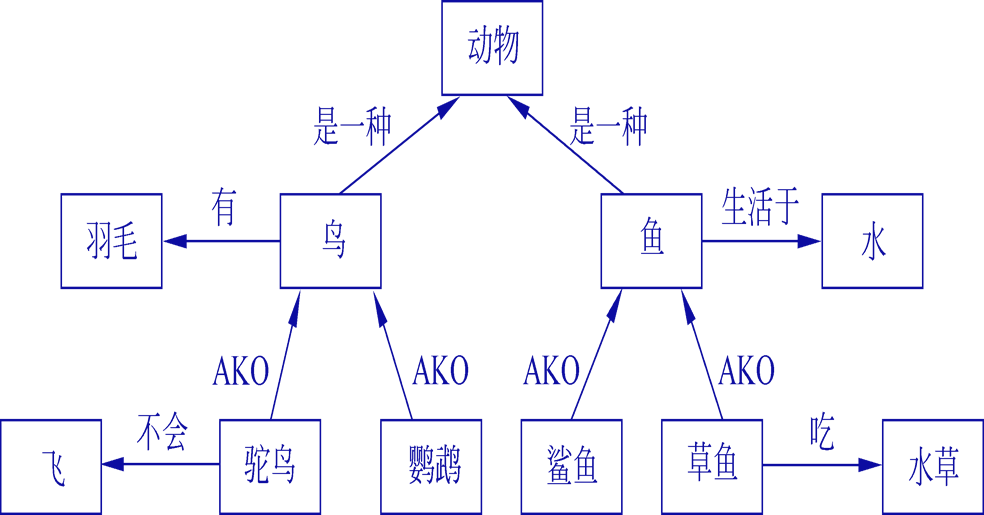 动物
是一种
是一种
有
生活于
羽毛
鸟
鱼
水
AKO
AKO
AKO
AKO
不会
吃
飞
驼鸟
鹦鹉
鲨鱼
草鱼
水草